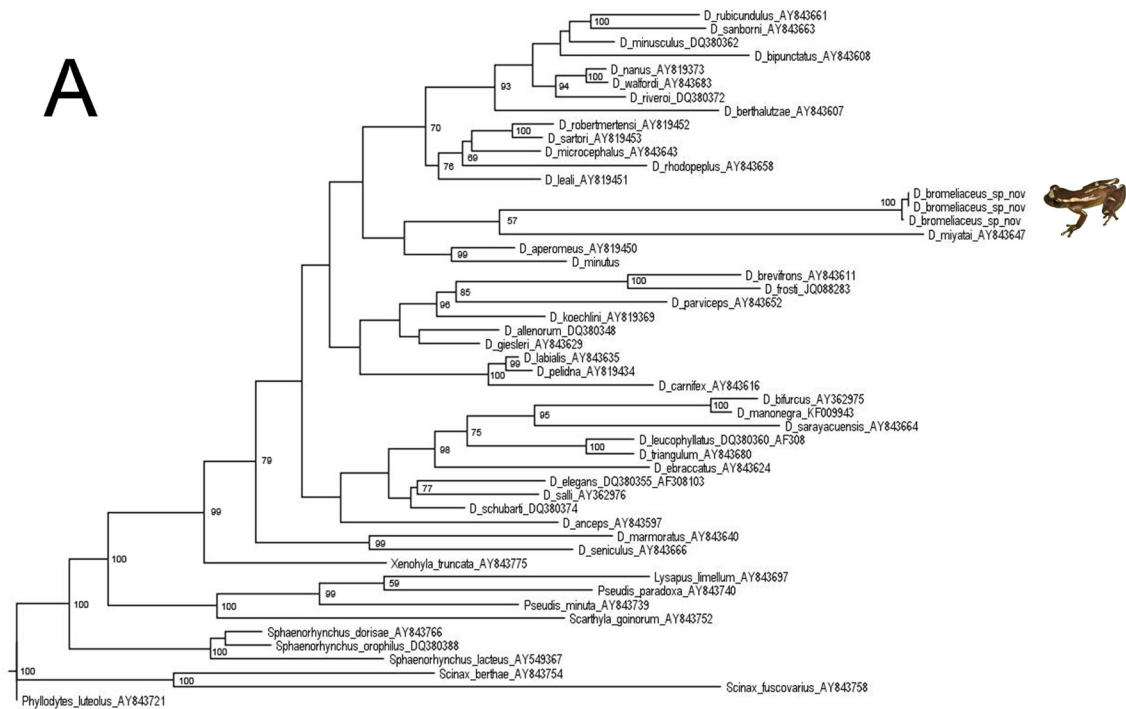 A
D_rubicundulus_AY843661
100
D_sanborni_AY843663
D_minusculus_DQ380362
D_bipunctatus_AY843608
D_nanus_AY819373
100
D_walfordi_AY843683
93
94
D_riveroi_DQ380372
D_berthalutzae_AY843607
D_robertmertensi_AY819452
70
100
D_sartori_AY819453
D_microcephalus_AY843643
69
76
D_rhodopeplus_AY843658
D_leali_AY819451
D_bromeliaceus_sp_nov
100
D_bromeliaceus_sp_nov
57
D_bromeliaceus_sp_nov
D_miyatai_AY843647
D_aperomeus_AY819450
99
D_minutus
D_brevifrons_AY843611
100
D_frosti_JQ088283
85
D_parviceps_AY843652
96
D_koechlini_AY819369
D_allenorum_DQ380348
D_giesleri_AY843629
D_labialis_AY843635
99
D_pelidna_AY819434
100
D_carnifex_AY843616
D_bifurcus_AY362975
100
D_manonegra_KF009943
95
D_sarayacuensis_AY843664
75
D_leucophyllatus_DQ380360_AF308
100
98
D_triangulum_AY843680
79
D_ebraccatus_AY843624
D_elegans_DQ380355_AF308103
77
D_salli_AY362976
D_schubarti_DQ380374
99
D_anceps_AY843597
D_marmoratus_AY843640
99
D_seniculus_AY843666
100
Xenohyla_truncata_AY843775
Lysapus_limellum_AY843697
59
Pseudis_paradoxa_AY843740
99
100
Pseudis_minuta_AY843739
100
Scarthyla_goinorum_AY843752
Sphaenorhynchus_dorisae_AY843766
Sphaenorhynchus_orophilus_DQ380388
100
Sphaenorhynchus_lacteus_AY549367
100
Scinax_berthae_AY843754
100
Scinax_fuscovarius_AY843758
Phyllodytes_luteolus_AY843721